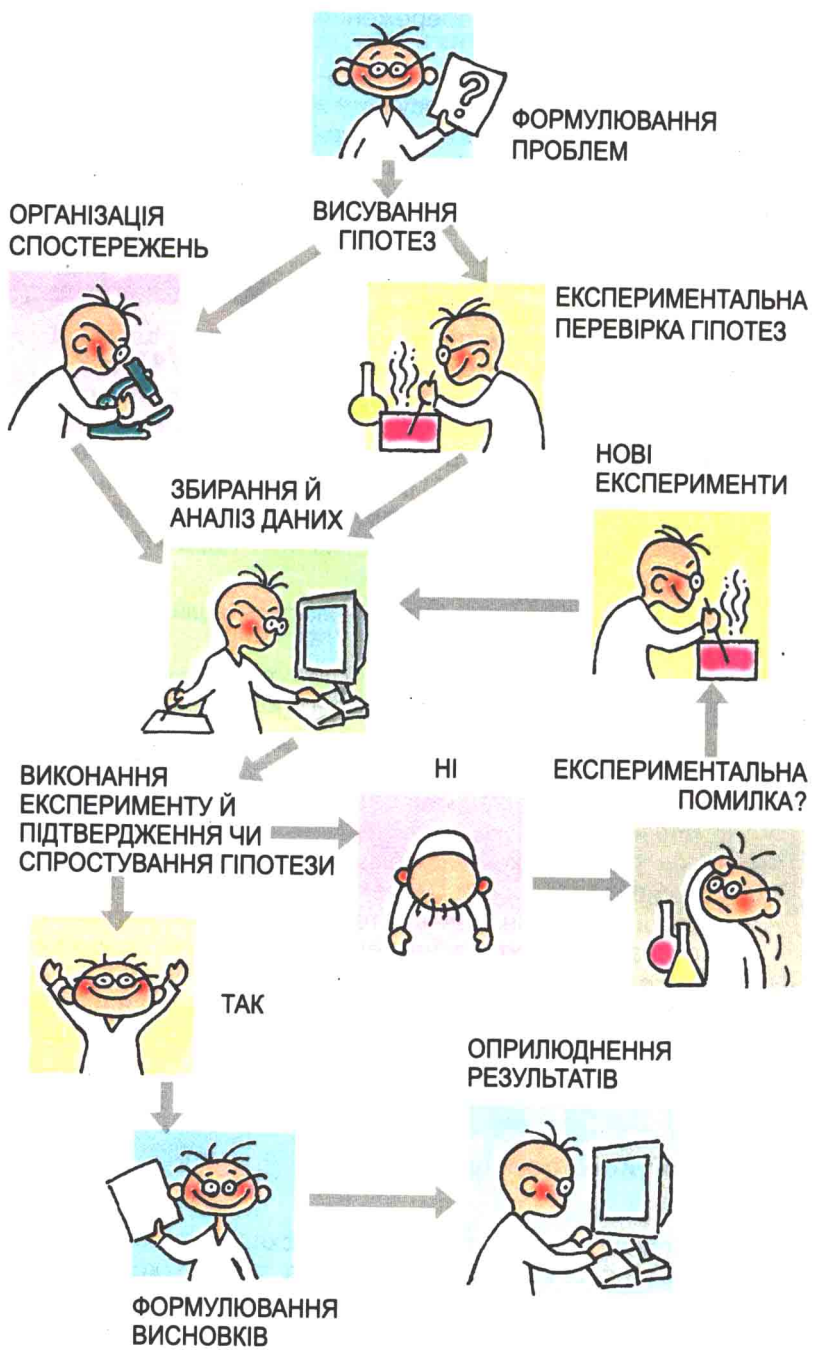 ?
ФОРМУЛЮВАННЯ
ПРОБЛЕМ
ВИСУВАННЯ
ГІПОТЕЗ
ОРГАНІЗАЦІЯ
СПОСТЕРЕЖЕНЬ
ЕКСПЕРИМЕНТАЛЬНА
ПЕРЕВІРКА ГІПОТЕЗ
ЗБИРАННЯ Й
АНАЛІЗ ДАНИХ
НОВІ
ЕКСПЕРИМЕНТИ
ВИКОНАННЯ
ЕКСПЕРИМЕНТУ Й
ПІДТВЕРДЖЕННЯ ЧИ
СПРОСТУВАННЯ ГІПОТЕЗИ
НІ
ЕКСПЕРИМЕНТАЛЬНА
ПОМИЛКА?
ТАК
ОПРИЛЮДНЕННЯ
РЕЗУЛЬТАТІВ
ФОРМУЛЮВАННЯ
ВИСНОВКІВ